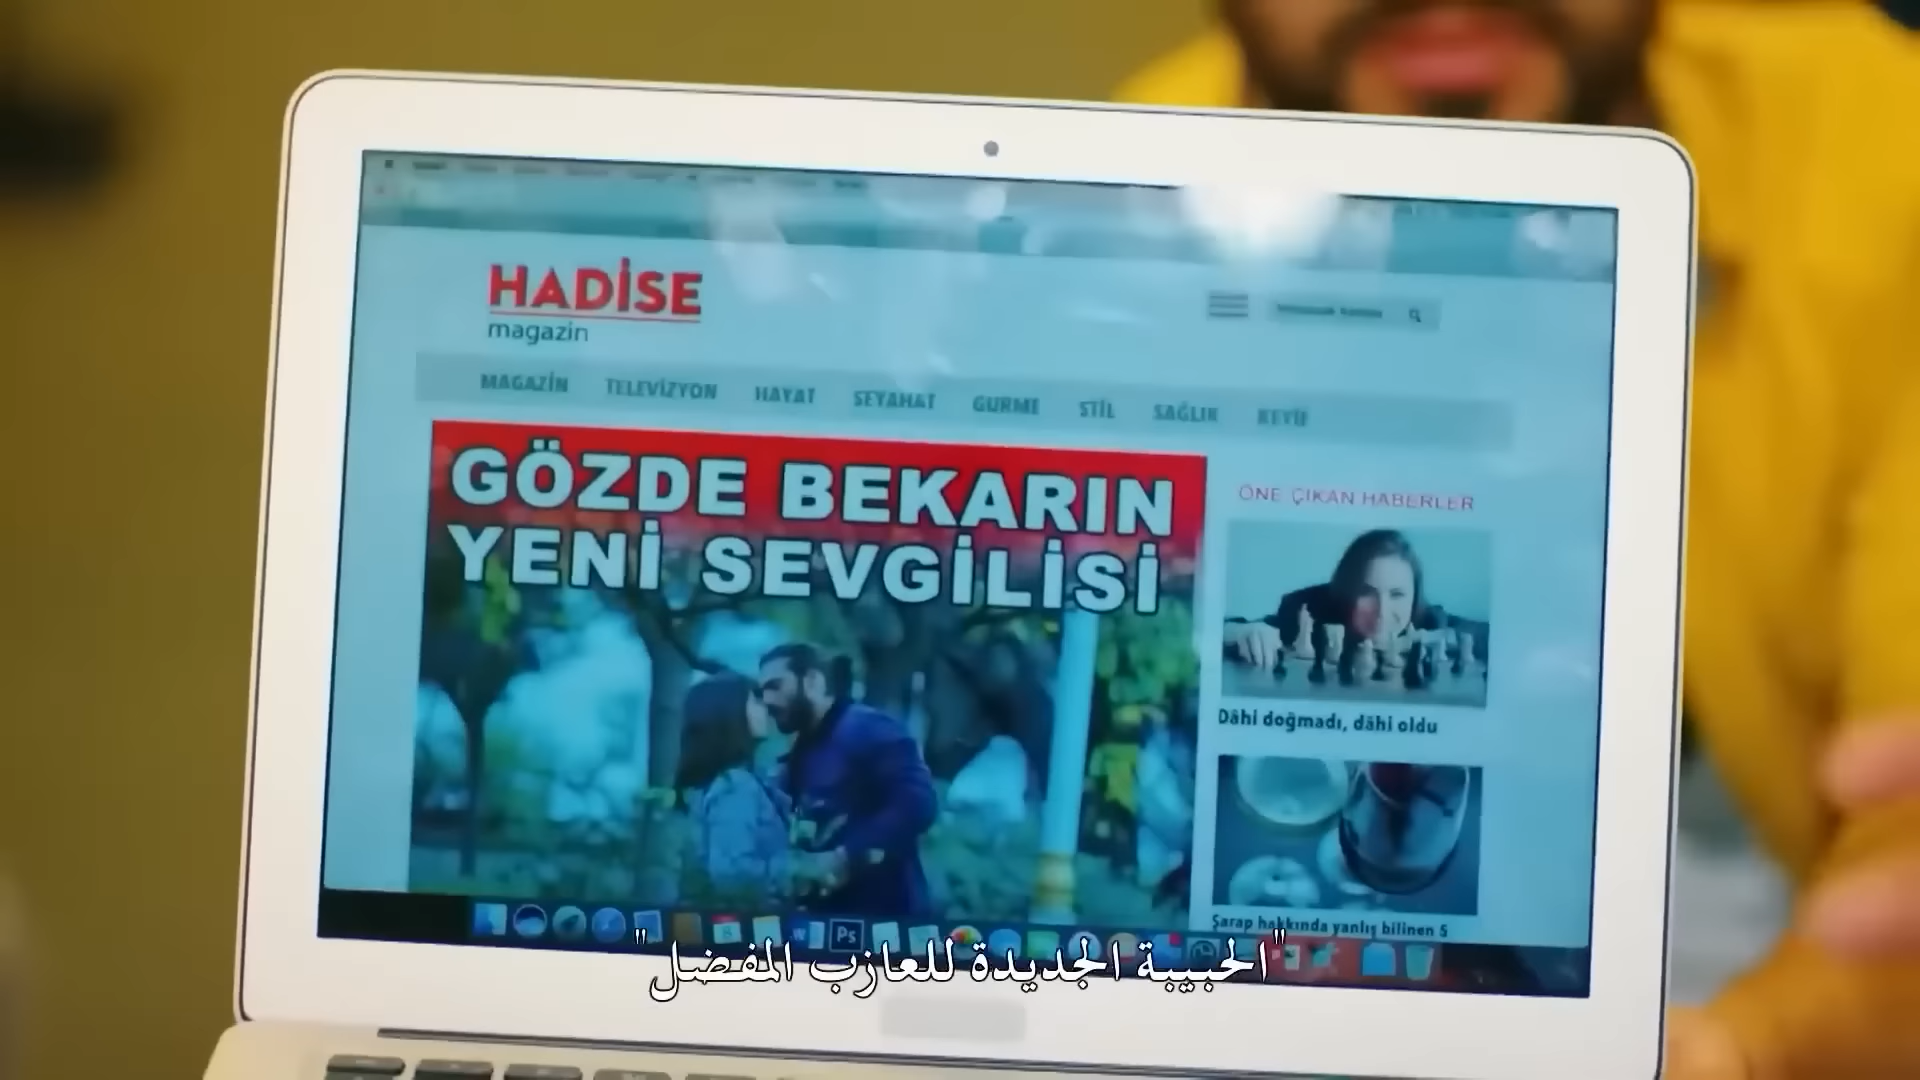 HADİSE
magazin
MAGAZİN TELEVİZYON HAYAT SEYAHAT GURME STİL SAĞLIK KEYİF
GÖZDE BEKARIN
YENİ SEVGİLİSİ
ÖNE ÇIKAN HABERLER
Dâhi doğmadı, dâhi oldu
Şarap hakkında yanlış bilinen 5
Ps
"الحبيبة الجديدة للعازب المفضل"